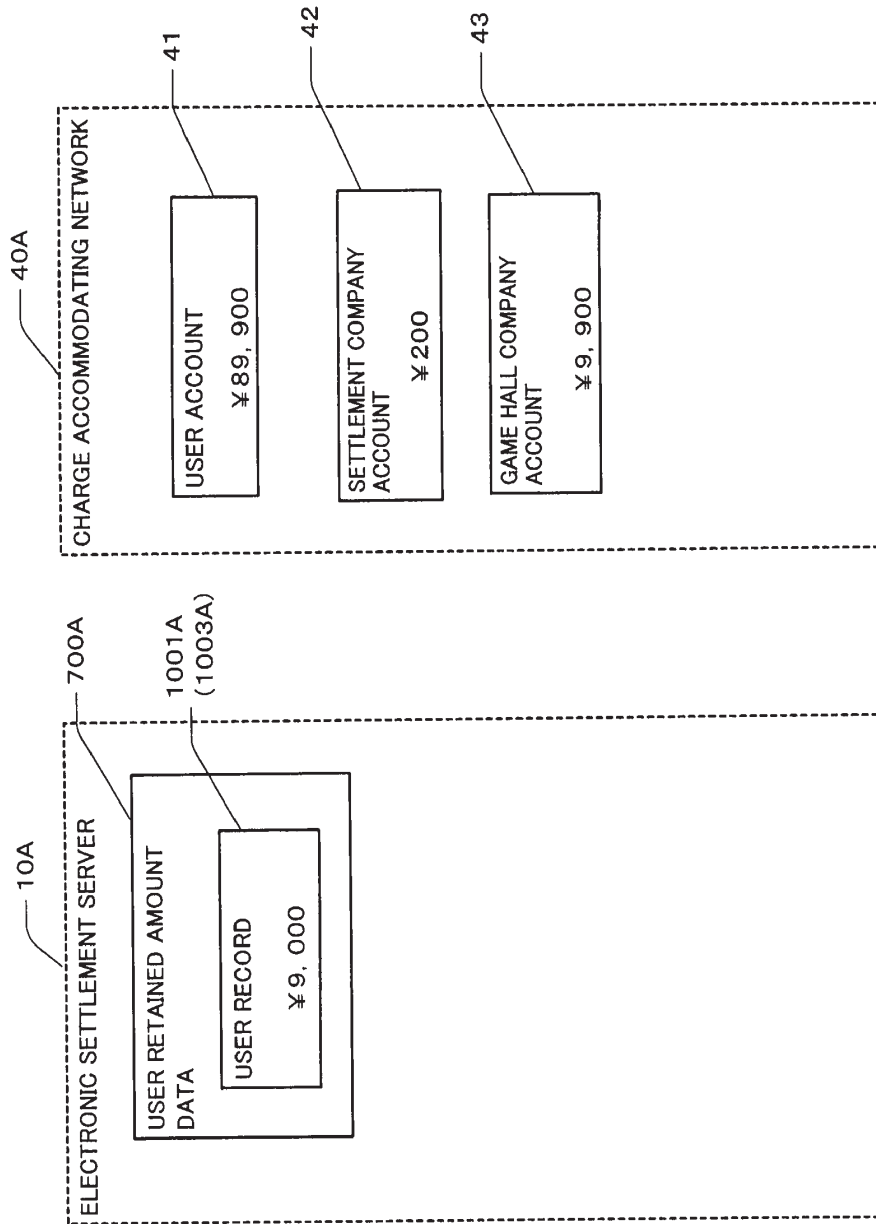 10A
ELECTRONIC SETTLEMENT SERVER
700A
USER RETAINED AMOUNT
DATA
1001A
(1003A)
USER RECORD
¥9, 000
40A
CHARGE ACCOMMODATING NETWORK
41
USER ACCOUNT
¥89, 900
42
SETTLEMENT COMPANY
ACCOUNT
¥200
43
GAME HALL COMPANY
ACCOUNT
¥9, 900